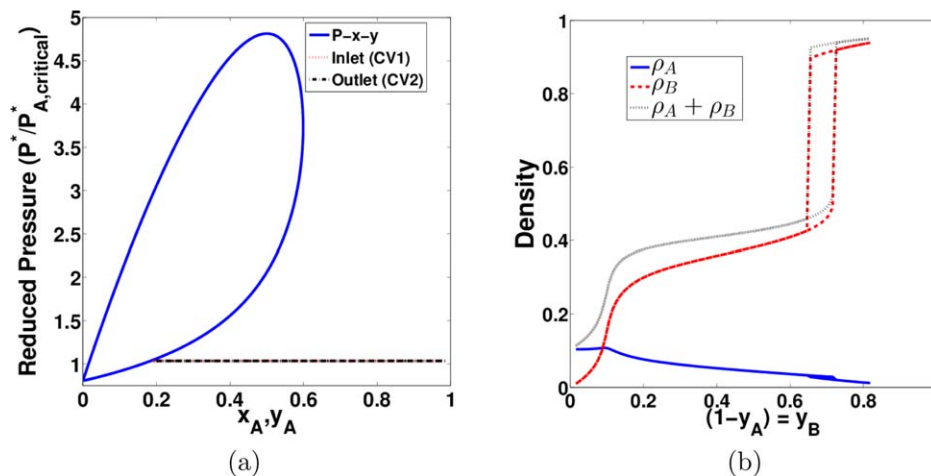 5
4.5
4
3.5
3
2.5
2
1.5
1
Reduced Pressure (P*/P*A,critical)
P-x-y
Inlet (CV1)
Outlet (CV2)
0 0.2 0.4 0.6 0.8 1
xA,yA
(a)
1
0.8
0.6
0.4
0.2
0
Density
ρA
ρB
ρA + ρB
0 0.2 0.4 0.6 0.8 1
(1-yA) = yB
(b)